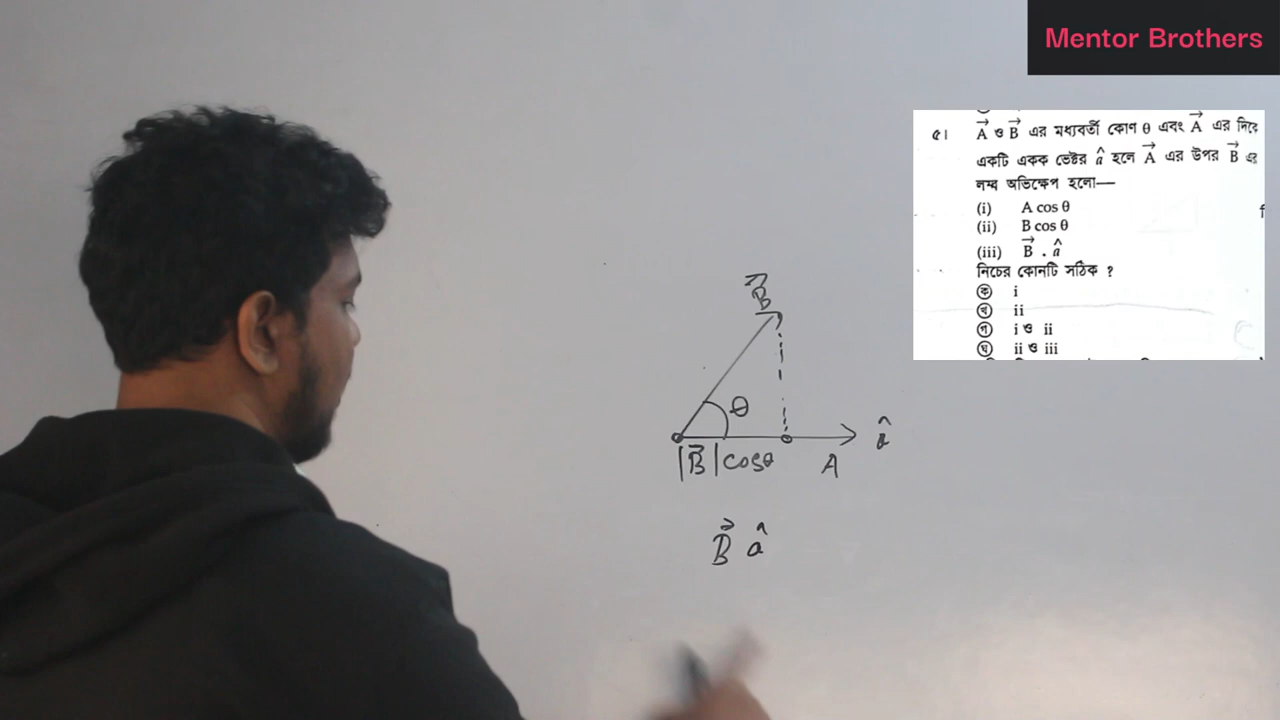 Mentor Brothers
৫। A⃗ ও B⃗ এর মধ্যবর্তী কোণ θ এবং A⃗ এর দিকে
একটি একক ভেক্টর â হলে A⃗ এর উপর B⃗ এর
লম্ব অভিক্ষেপ হলো—
(i) A cos θ
(ii) B cos θ
(iii) B⃗ . â
নিচের কোনটি সঠিক ?
ⓚ i
ⓚ ii
ⓖ i ও ii
ⓖ ii ও iii
B⃗
θ
â
|B⃗|cosθ A
B⃗ â